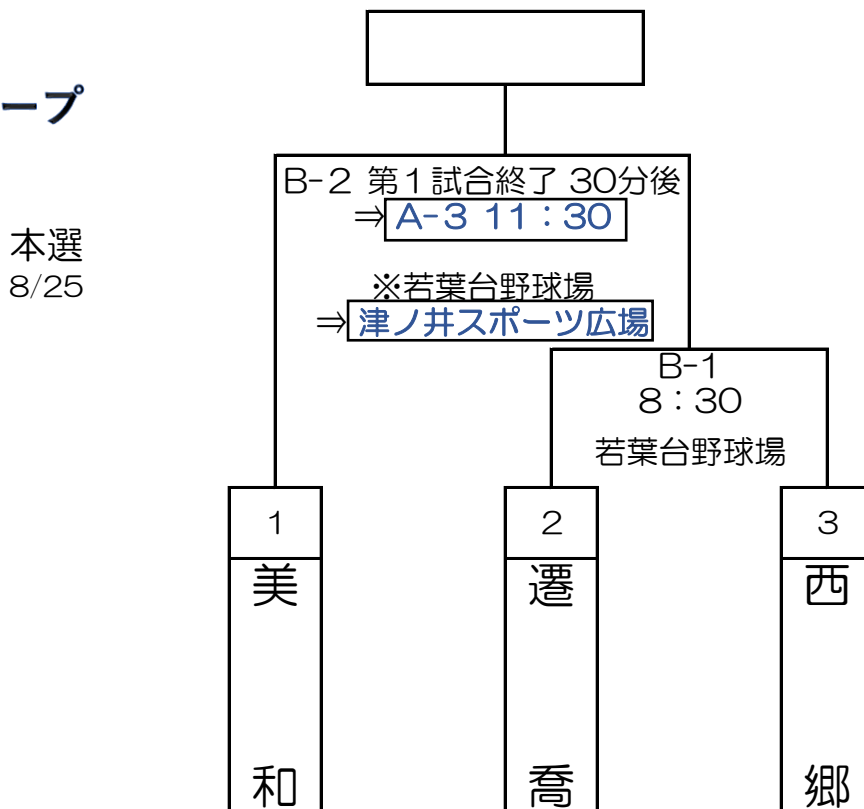 ープ
B-2 第1試合終了 30分後
⇒A-3 11:30
本選
8/25
※若葉台野球場
⇒津ノ井スポーツ広場
B-1
8:30
若葉台野球場
1
美和
2
遷喬
3
西郷